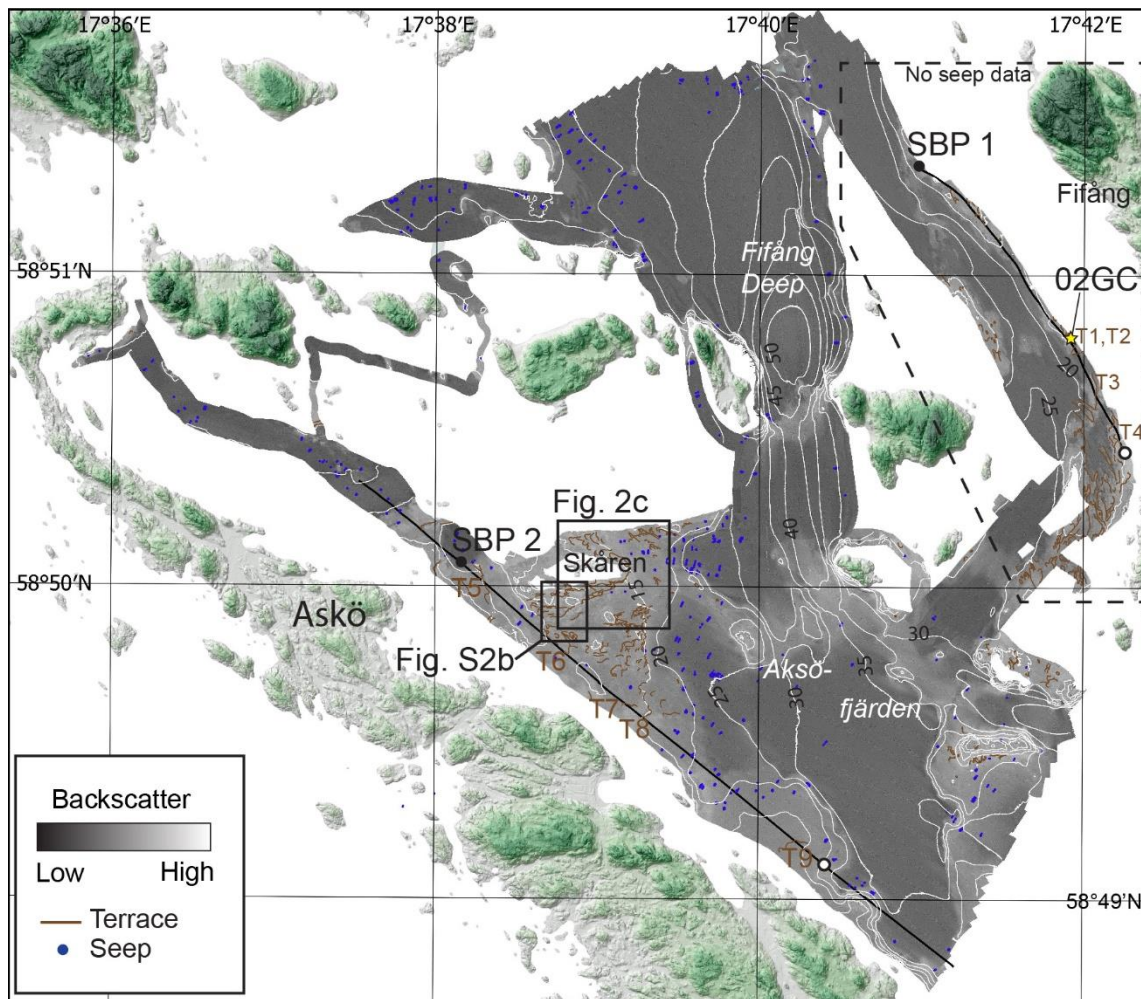 17°36'E
17°38'E
17°40'E
17°42'E
No seep data
SBP 1
Fifång
58°51'N
Fifång
Deep
02GC
T1,T2
20
50
T3
25
45
T4
Fig. 2c
40
SBP 2
Skåren
58°50'N
T5
15
Askö
30
Fig. S2b
T6
20
35
Aksö-
25
30
fjärden
T7
T8
Backscatter
Low
High
T9
58°49'N
Terrace
Seep